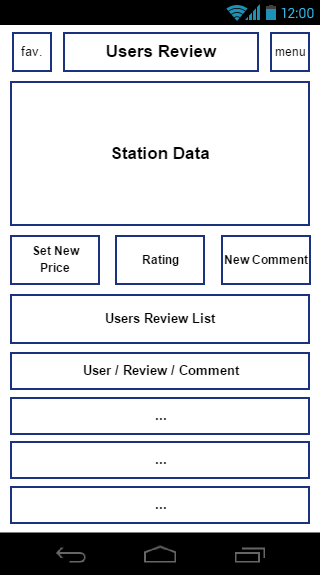 12:00
fav.
Users Review
menu
Station Data
Set New
Price
Rating
New Comment
Users Review List
User / Review / Comment
...
...
...